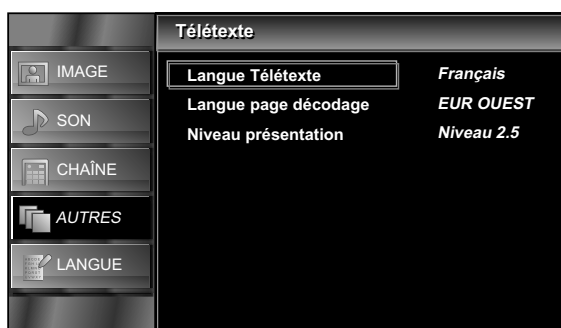 Télétexte
IMAGE
SON
CHAÎNE
AUTRES
LANGUE
Langue Télétexte Français
Langue page décodage EUR OUEST
Niveau présentation Niveau 2.5